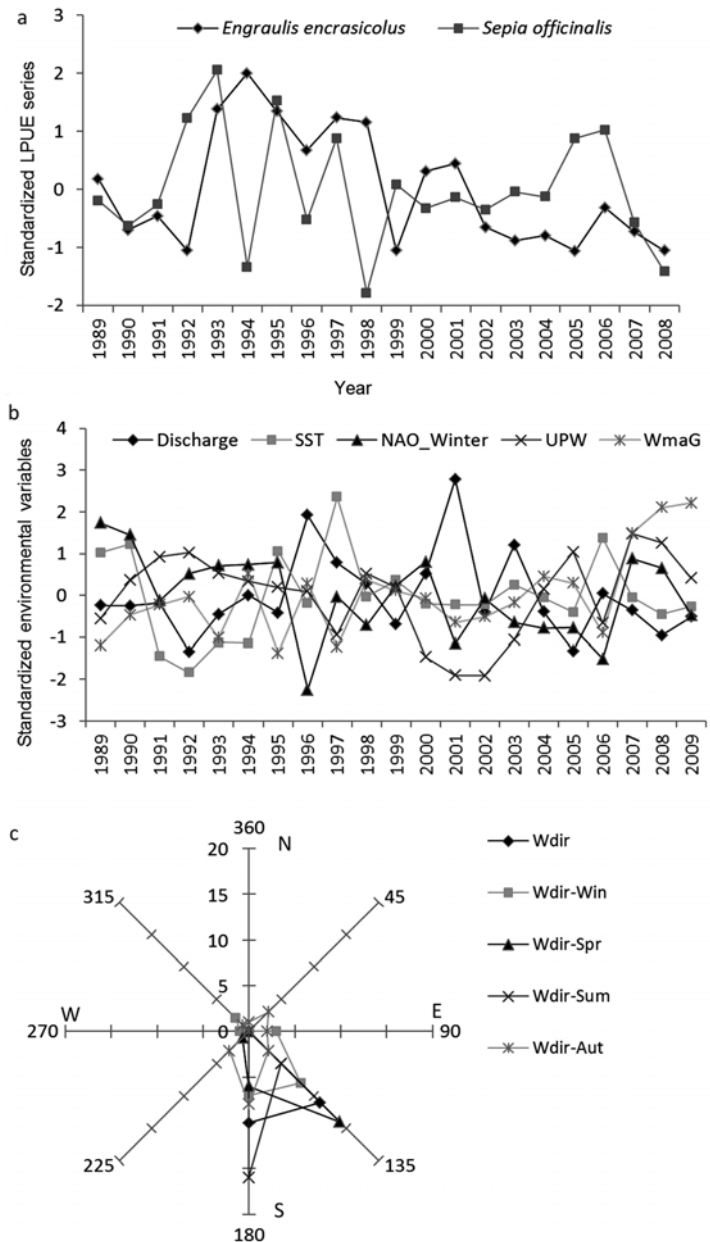 a
Engraulis encrasicolus Sepia officinalis
Standardized LPUE series
3
2
1
0
-1
-2
1989 1990 1991 1992 1993 1994 1995 1996 1997 1998 1999 2000 2001 2002 2003 2004 2005 2006 2007 2008
Year
b
Discharge SST NAO_Winter UPW WmaG
Standardized environmental variables
4
3
2
1
0
-1
-2
-3
1989 1990 1991 1992 1993 1994 1995 1996 1997 1998 1999 2000 2001 2002 2003 2004 2005 2006 2007 2008 2009
c
360
N
20
15
10
5
0
315
45
W
270
E
90
225
135
S
180
Wdir
Wdir-Win
Wdir-Spr
Wdir-Sum
Wdir-Aut